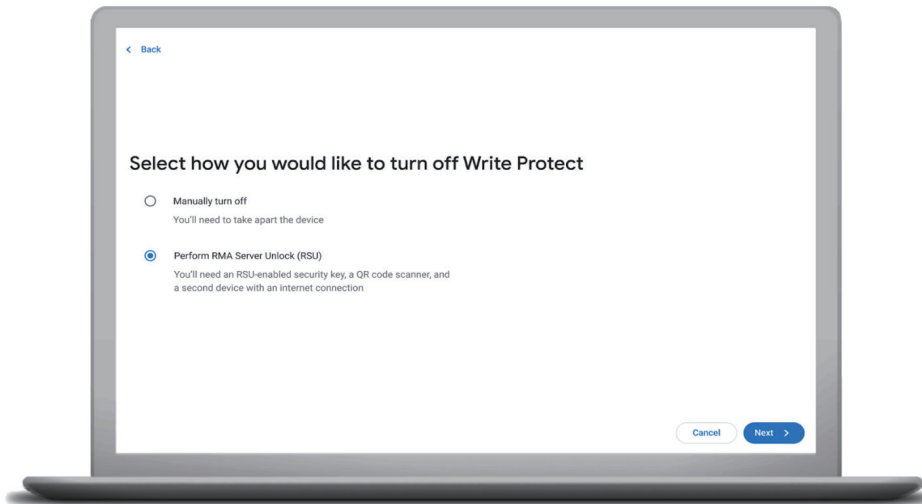 Back
Select how you would like to turn off Write Protect
Manually turn off
You'll need to take apart the device
Perform RMA Server Unlock (RSU)
You'll need an RSU-enabled security key, a QR code scanner, and
a second device with an internet connection
Cancel
Next